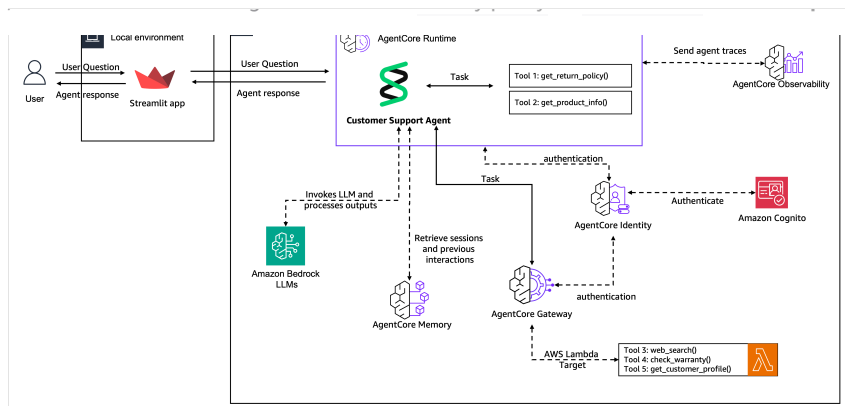 Local environment
AgentCore Runtime
Send agent traces
User Question
User Question
Task
Tool 1: get_return_policy()
Tool 2: get_product_info()
AgentCore Observability
User
Agent response
Streamlit app
Agent response
Customer Support Agent
authentication
Task
Invokes LLM and
processes outputs
Authenticate
AgentCore Identity
Amazon Cognito
Retrieve sessions
and previous
interactions
Amazon Bedrock
LLMs
authentication
AgentCore Memory
AgentCore Gateway
AWS Lambda
Target
Tool 3: web_search()
Tool 4: check_warranty()
Tool 5: get_customer_profile()